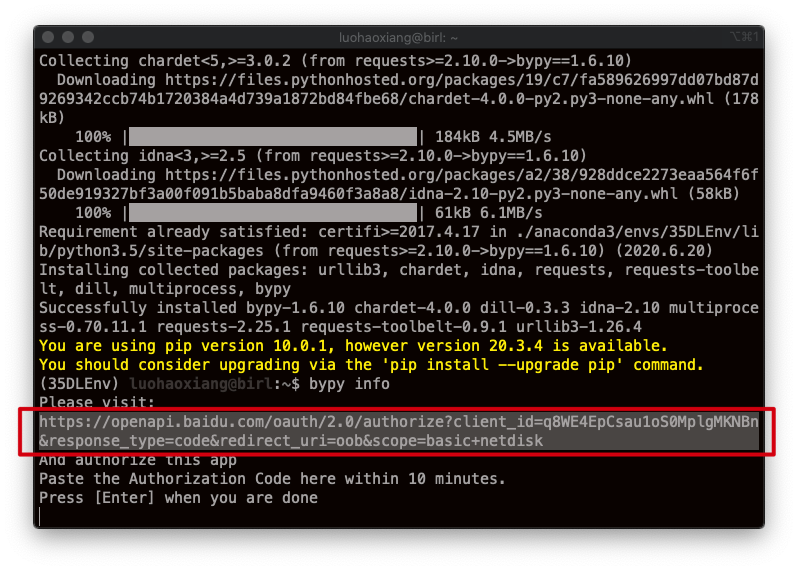 luohaoxiang@birl: ~
⌥⌘1
Collecting chardet<5,>=3.0.2 (from requests>=2.10.0->bypy==1.6.10)
  Downloading https://files.pythonhosted.org/packages/19/c7/fa589626997dd07bd87d
9269342ccb74b1720384a4d739a1872bd84fbe68/chardet-4.0.0-py2.py3-none-any.whl (178
kB)
    100% |████████████████████████████████| 184kB 4.5MB/s
Collecting idna<3,>=2.5 (from requests>=2.10.0->bypy==1.6.10)
  Downloading https://files.pythonhosted.org/packages/a2/38/928ddce2273eaa564f6f
50de919327bf3a00f091b5baba8dfa9460f3a8a8/idna-2.10-py2.py3-none-any.whl (58kB)
    100% |████████████████████████████████| 61kB 6.1MB/s
Requirement already satisfied: certifi>=2017.4.17 in ./anaconda3/envs/35DLEnv/li
b/python3.5/site-packages (from requests>=2.10.0->bypy==1.6.10) (2020.6.20)
Installing collected packages: urllib3, chardet, idna, requests, requests-toolbe
lt, dill, multiprocess, bypy
Successfully installed bypy-1.6.10 chardet-4.0.0 dill-0.3.3 idna-2.10 multiproce
ss-0.70.11.1 requests-2.25.1 requests-toolbelt-0.9.1 urllib3-1.26.4
You are using pip version 10.0.1, however version 20.3.4 is available.
You should consider upgrading via the 'pip install --upgrade pip' command.
(35DLEnv) luohaoxiang@birl:~$ bypy info
Please visit:
https://openapi.baidu.com/oauth/2.0/authorize?client_id=q8WE4EpCsau1oS0MplgMKNBn
&response_type=code&redirect_uri=oob&scope=basic+netdisk
And authorize this app
Paste the Authorization Code here within 10 minutes.
Press [Enter] when you are done